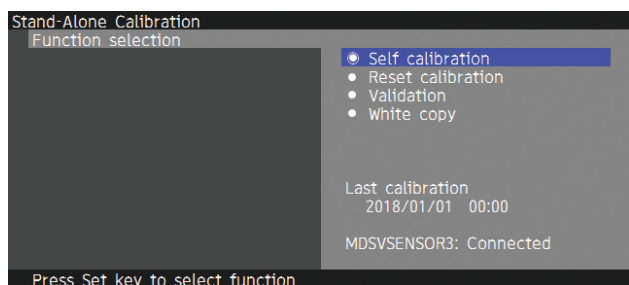 Stand-Alone Calibration
Function selection
Self calibration
Reset calibration
Validation
White copy
Last calibration
2018/01/01 00:00
MDSVSENSOR3: Connected
Press Set key to select function